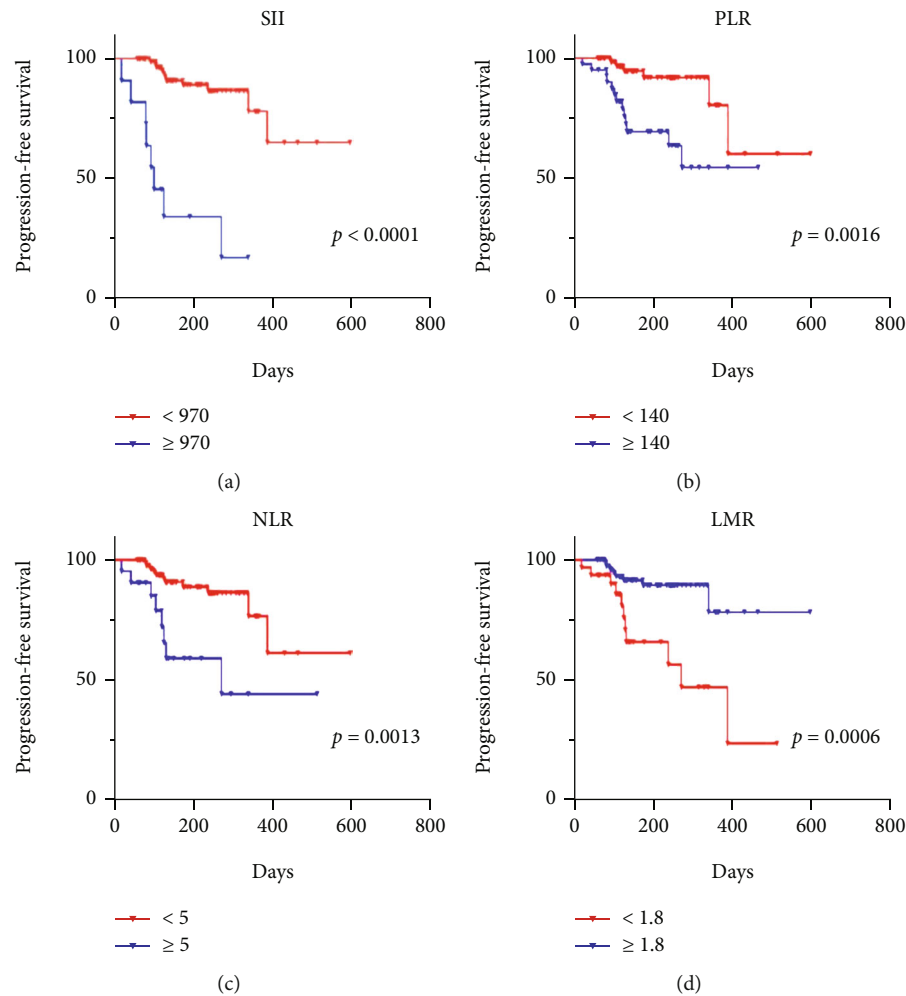 SII
Progression-free survival
100
50
0
p < 0.0001
0 200 400 600 800
Days
< 970
≥ 970
(a)
PLR
Progression-free survival
100
50
0
p = 0.0016
0 200 400 600 800
Days
< 140
≥ 140
(b)
NLR
Progression-free survival
100
50
0
p = 0.0013
0 200 400 600 800
Days
< 5
≥ 5
(c)
LMR
Progression-free survival
100
50
0
p = 0.0006
0 200 400 600 800
Days
< 1.8
≥ 1.8
(d)